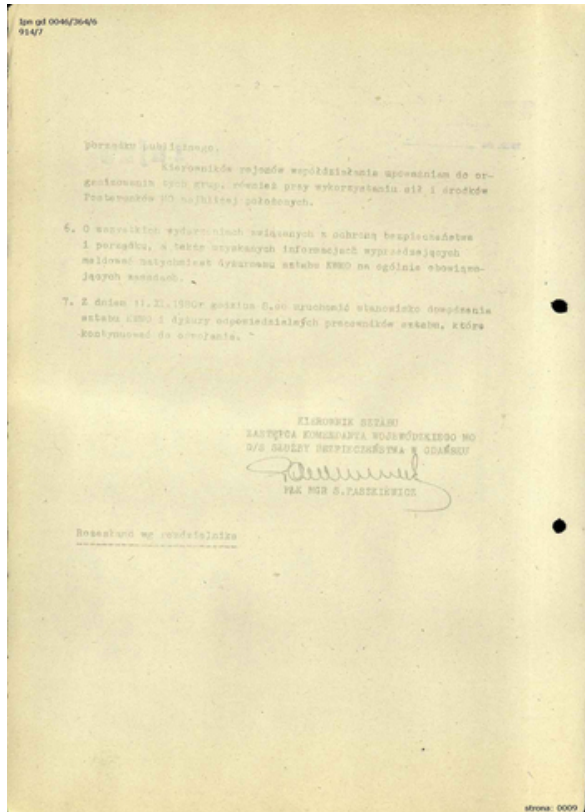 Ipn gd 0046/364/6
914/7
- 2 -
porządku publicznego.
Kierowników rejonów współdziałania upoważniam do or-
ganizowania tych grup, również przy wykorzystaniu sił i środków
Posterunków MO najbliżej położonych.
6. O wszystkich wydarzeniach związanych z ochroną bezpieczeństwa
i porządku, a także uzyskanych informacjach wyprzedzających
meldować natychmiast dyżurnemu sztabu KWMO na ogólnie obowiązu-
jących zasadach.
7. Z dniem 11.XI.1980r godzina 8.00 uruchomić stanowisko dowodzenia
sztabu KWMO i dyżury odpowiedzialnych pracowników sztabu, które
kontynuować do odwołania.
KIEROWNIK SZTABU
ZASTĘPCA KOMENDANTA WOJEWÓDZKIEGO MO
D/S SŁUŻBY BEZPIECZEŃSTWA W GDAŃSKU
PŁK MGR S.PASZKIEWICZ
Rozesłano wg rozdzielnika
strona: 0009